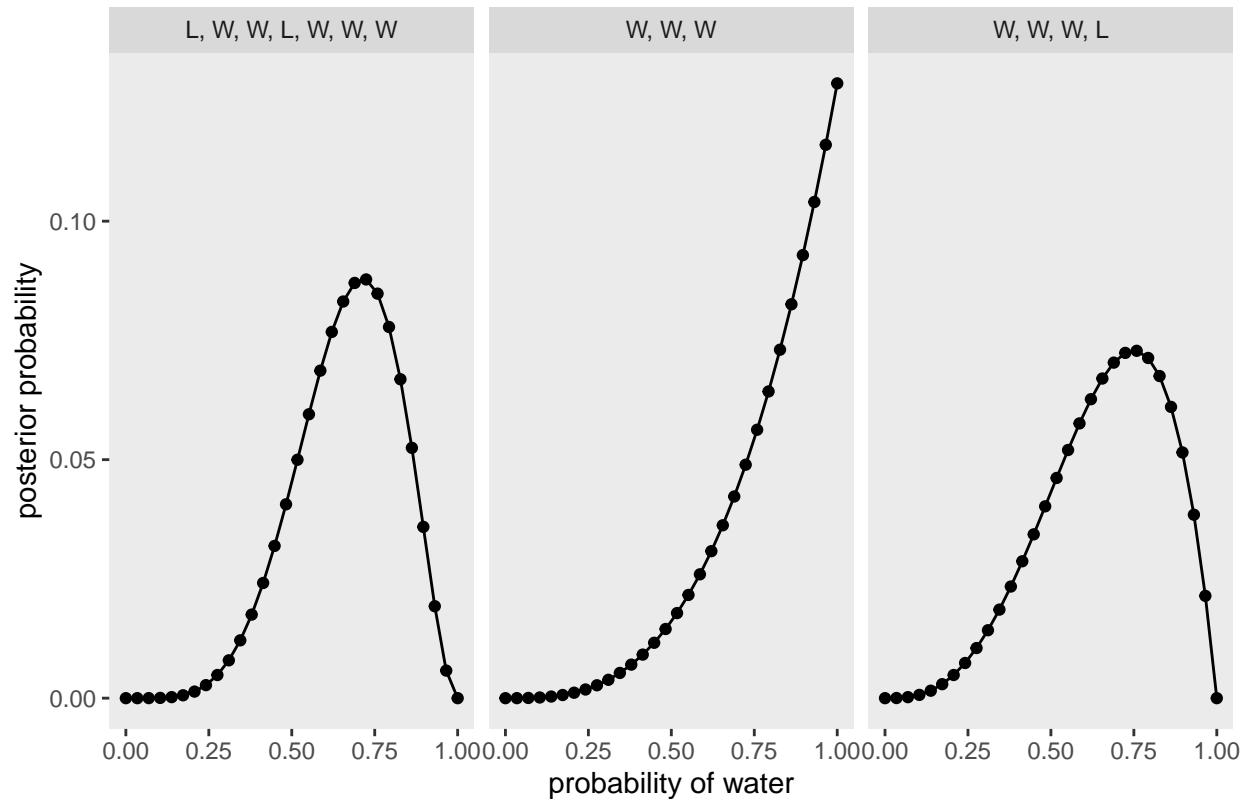 L, W, W, L, W, W, W
W, W, W
W, W, W, L
posterior probability
0.10
0.05
0.00
0.00 0.25 0.50 0.75 1.00
0.00 0.25 0.50 0.75 1.00
0.00 0.25 0.50 0.75 1.00
probability of water